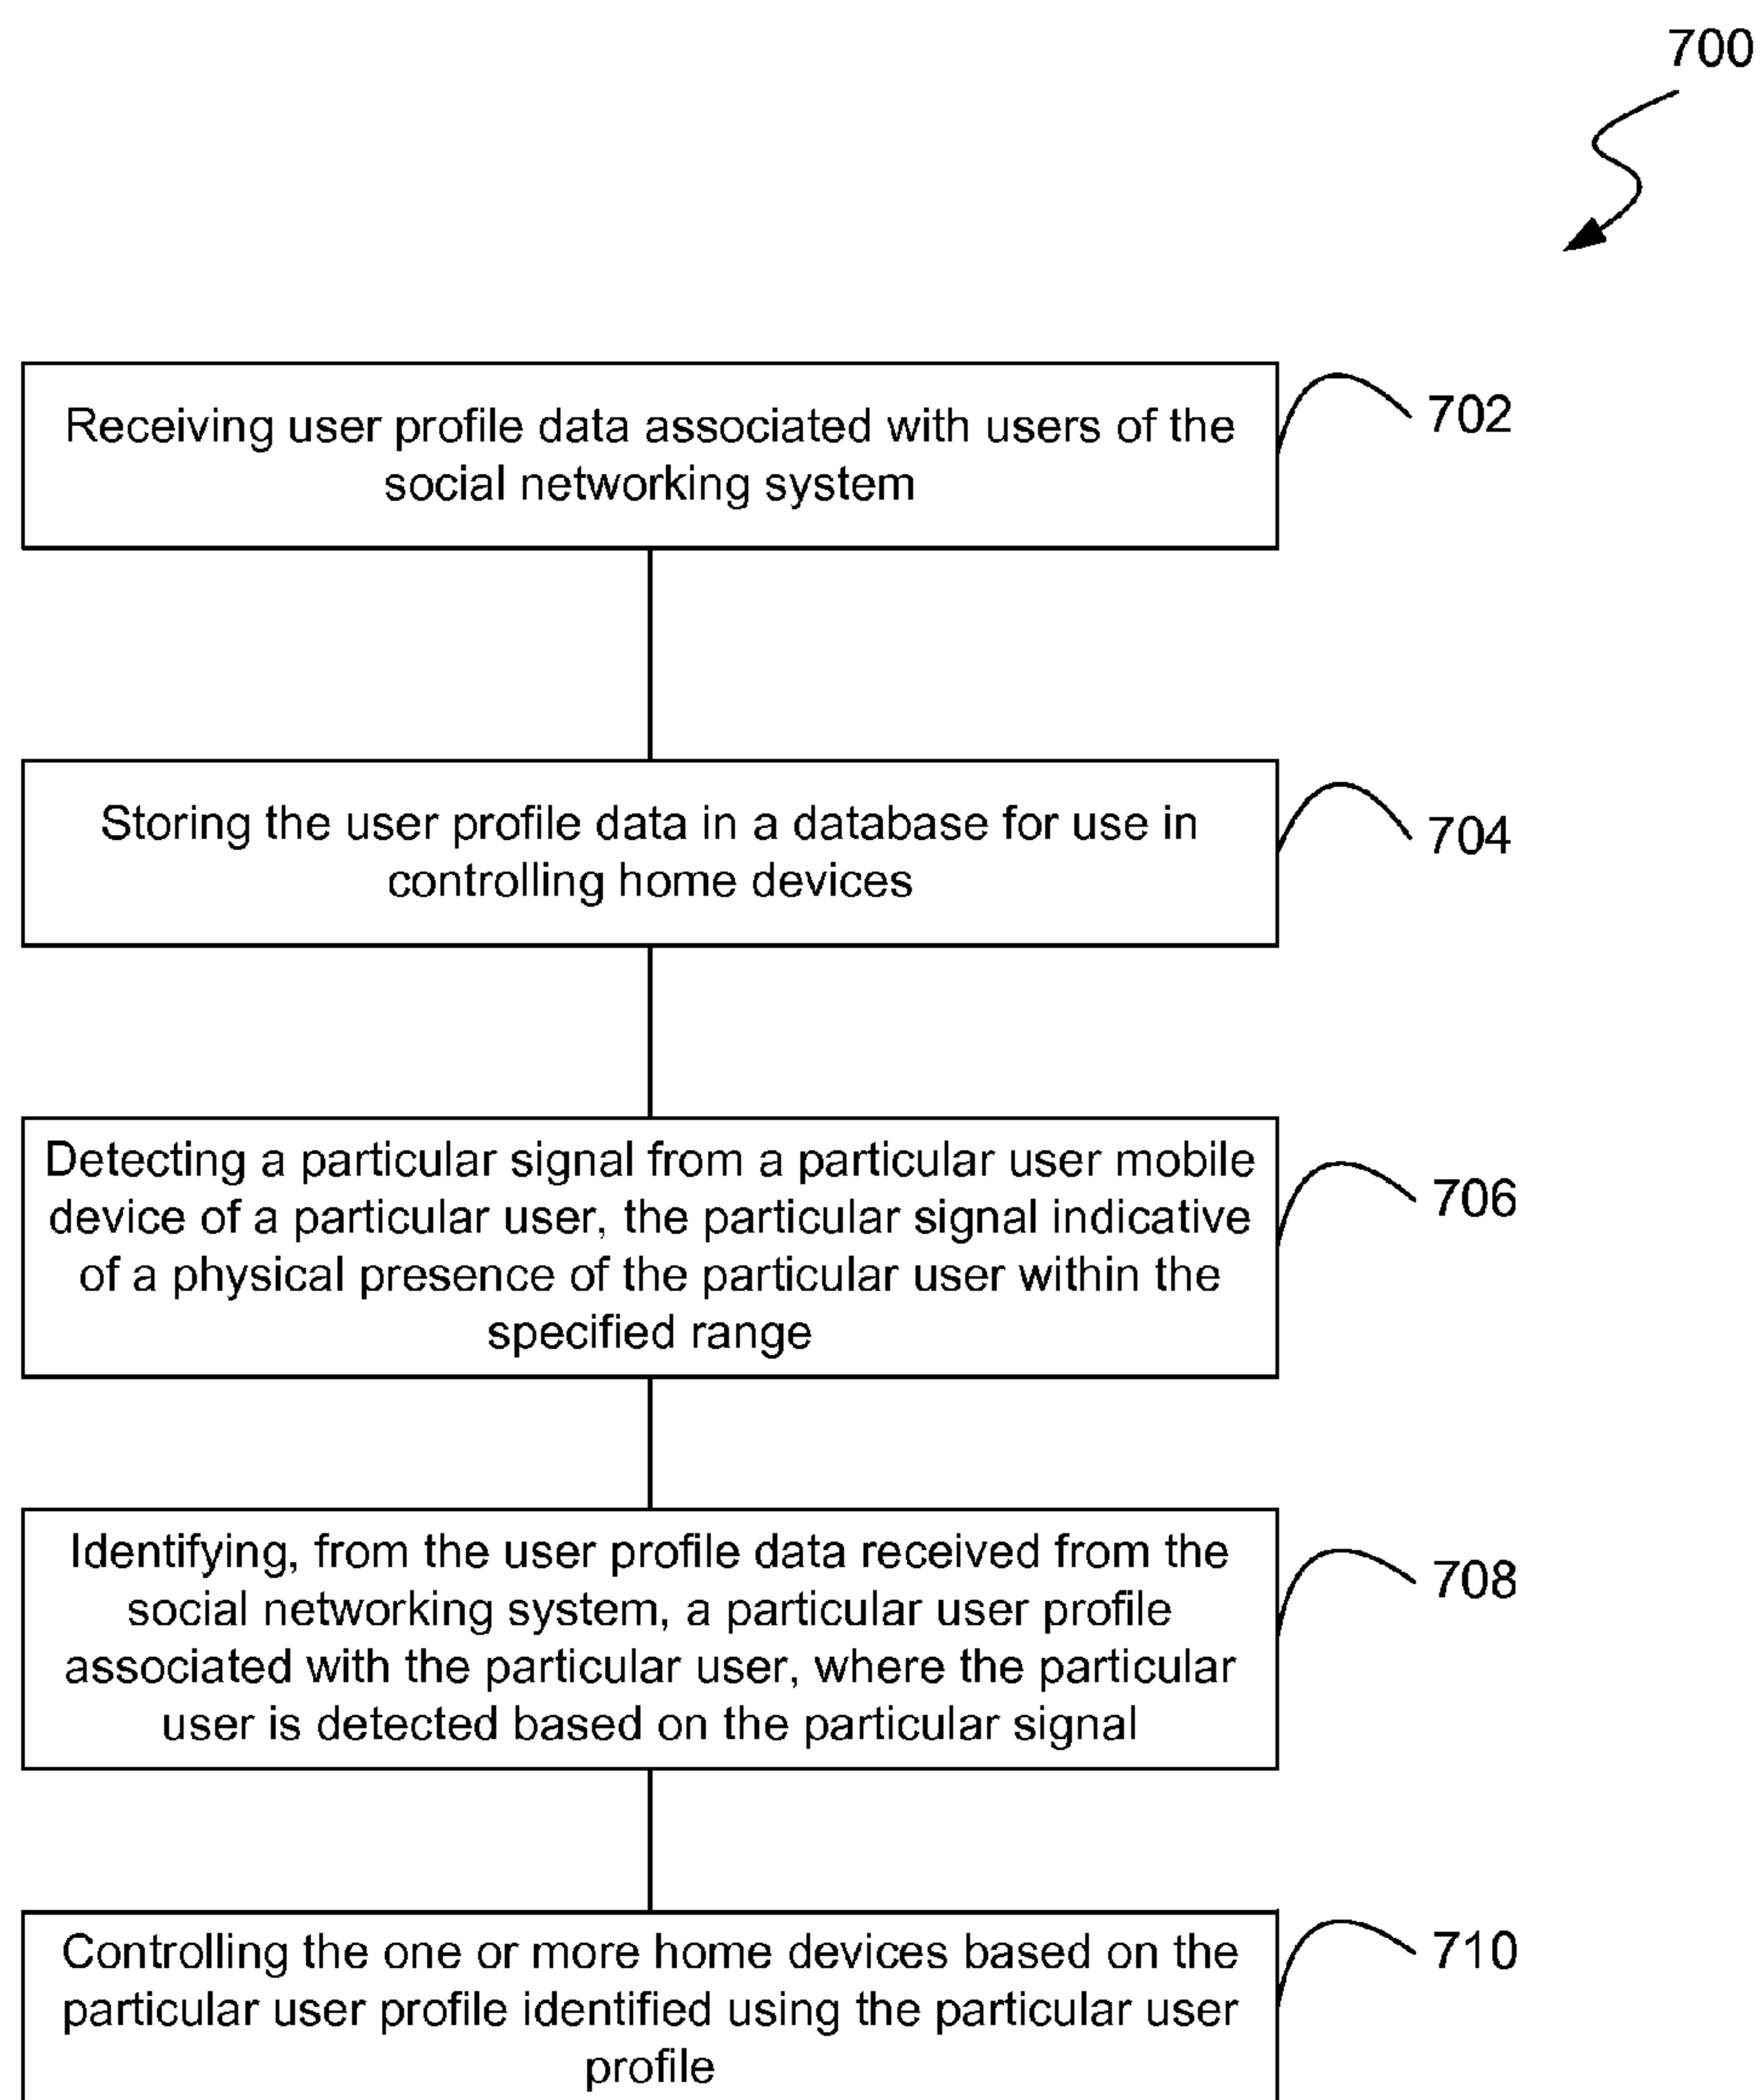 700
Receiving user profile data associated with users of the
social networking system
702
Storing the user profile data in a database for use in
controlling home devices
704
Detecting a particular signal from a particular user mobile
device of a particular user, the particular signal indicative
of a physical presence of the particular user within the
specified range
706
Identifying, from the user profile data received from the
social networking system, a particular user profile
associated with the particular user, where the particular
user is detected based on the particular signal
708
Controlling the one or more home devices based on the
particular user profile identified using the particular user
profile
710